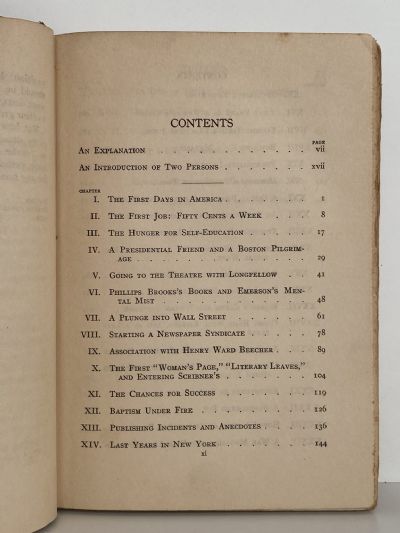 CONTENTS
PAGE
An Explanation . . . . . . . . . . . . . vii
An Introduction of Two Persons . . . . . . . xvii
CHAPTER
I. The First Days in America . . . . . . . 1
II. The First Job: Fifty Cents a Week . . . 8
III. The Hunger for Self-Education . . . . . 17
IV. A Presidential Friend and a Boston Pilgrim-
age . . . . . . . . . . . . . 29
V. Going to the Theatre with Longfellow . . 41
VI. Phillips Brooks's Books and Emerson's Men-
tal Mist . . . . . . . . . . . 48
VII. A Plunge into Wall Street . . . . . . 61
VIII. Starting a Newspaper Syndicate . . . . 78
IX. Association with Henry Ward Beecher . . . 89
X. The First "Woman's Page," "Literary Leaves,"
and Entering Scribner's . . . . . . 104
XI. The Chances for Success . . . . . . . 119
XII. Baptism Under Fire . . . . . . . . . 126
XIII. Publishing Incidents and Anecdotes . . . . 136
XIV. Last Years in New York . . . . . . . 144
xi